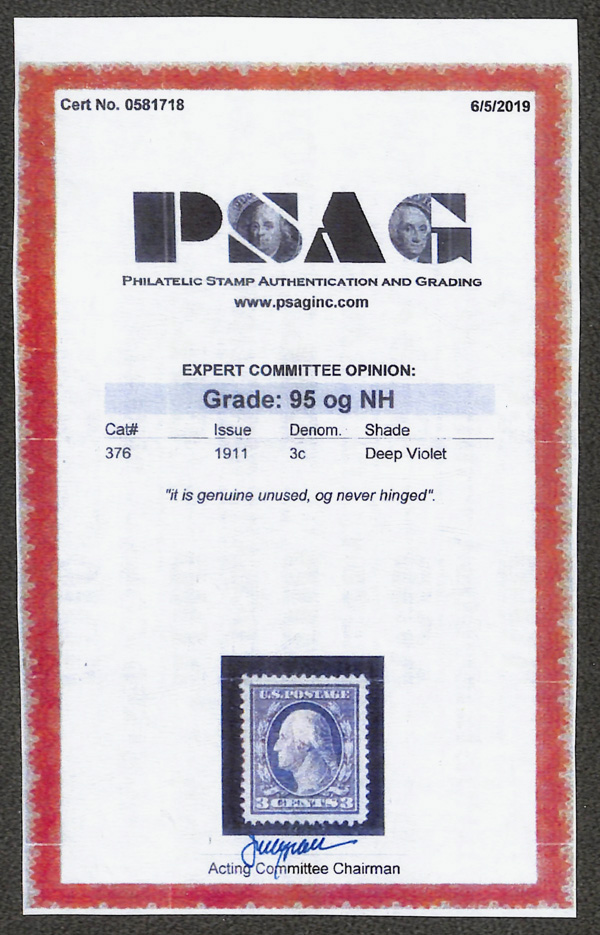 Cert No. 0581718 6/5/2019
PSAG
PHILATELIC STAMP AUTHENTICATION AND GRADING
www.psaginc.com
EXPERT COMMITTEE OPINION:
Grade: 95 og NH
Cat# Issue Denom. Shade
376 1911 3c Deep Violet
"it is genuine unused, og never hinged".
U.S. POSTAGE
3 CENTS 3
Acting Committee Chairman